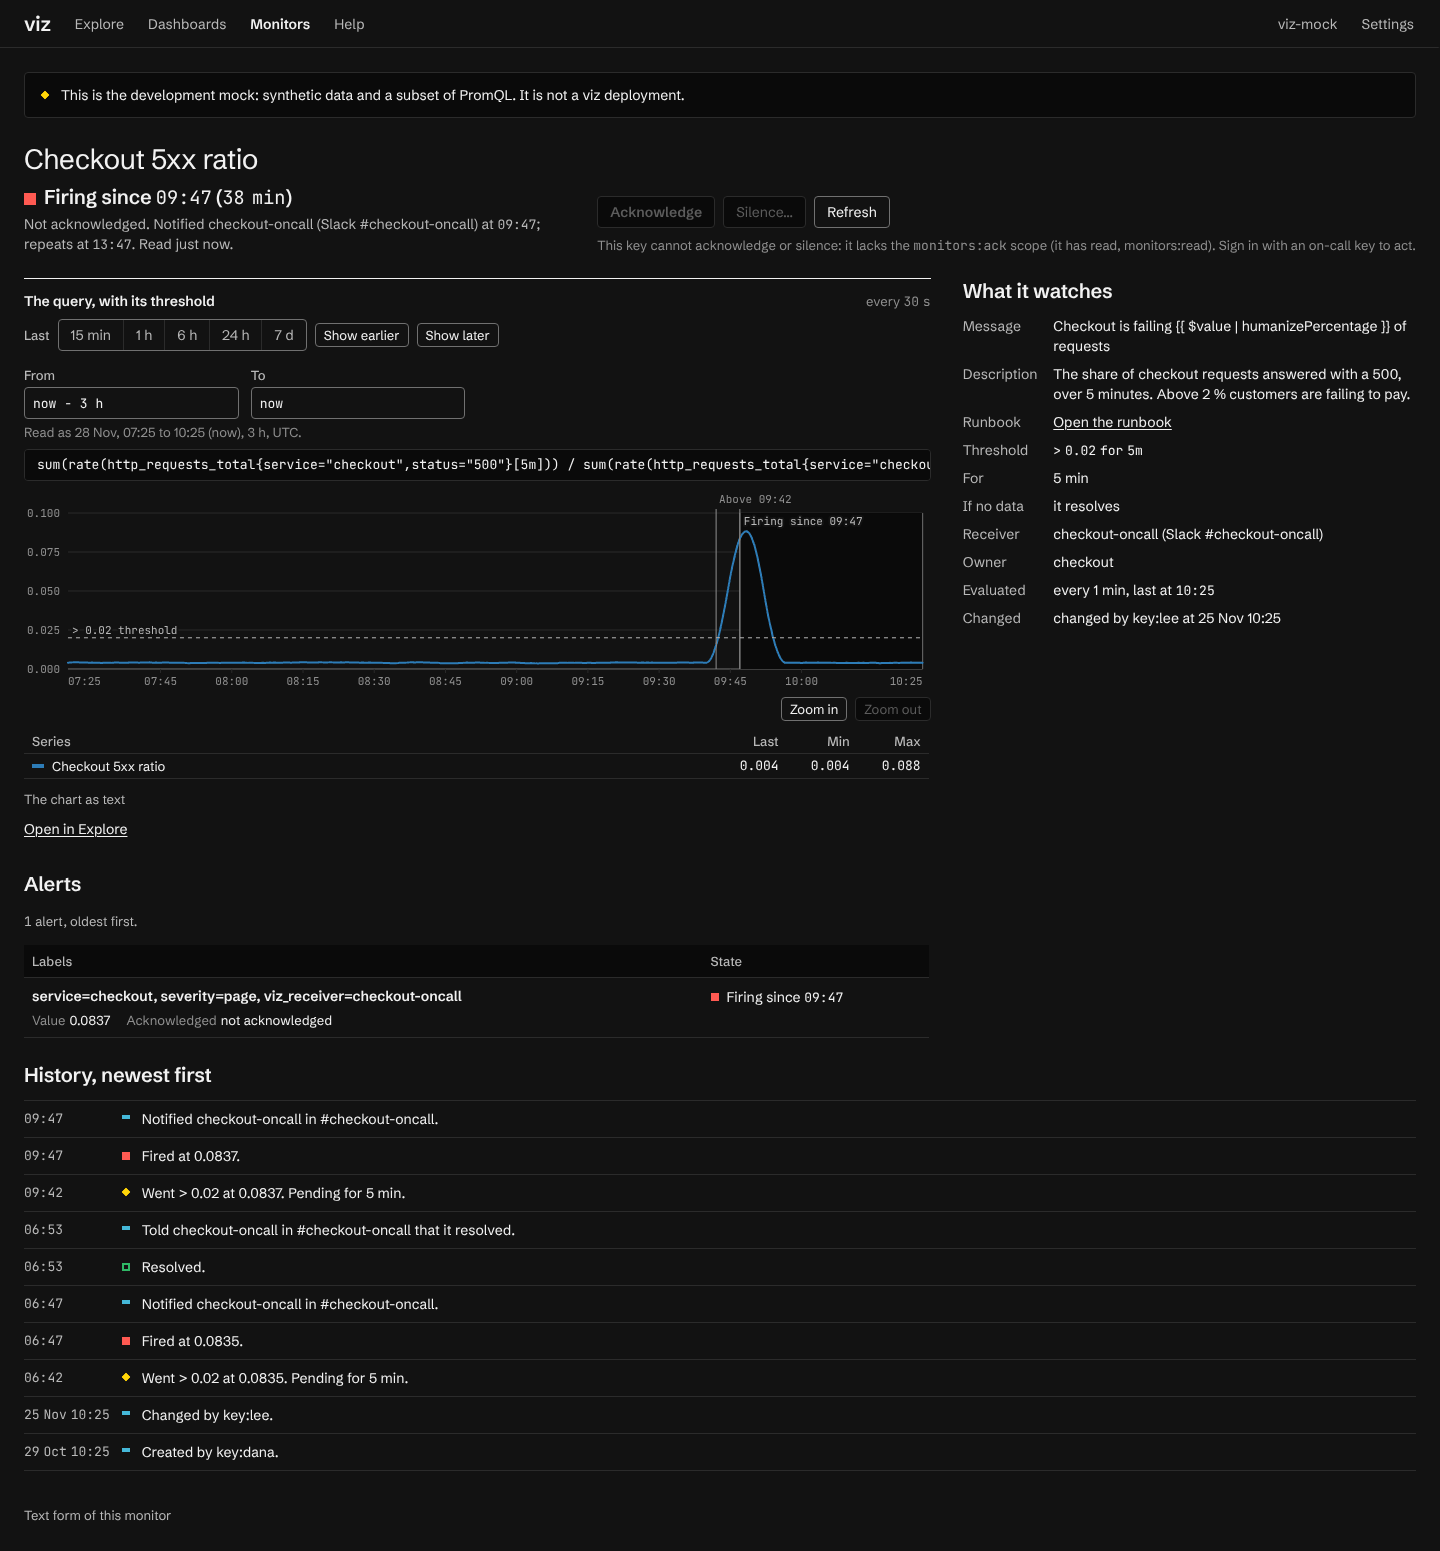 viz Explore Dashboards Monitors Help viz-mock Settings
This is the development mock: synthetic data and a subset of PromQL. It is not a viz deployment.
Checkout 5xx ratio
Firing since 09:47 (38 min)
Not acknowledged. Notified checkout-oncall (Slack #checkout-oncall) at 09:47;
repeats at 13:47. Read just now.
Acknowledge Silence... Refresh
This key cannot acknowledge or silence: it lacks the monitors:ack scope (it has read, monitors:read). Sign in with an on-call key to act.
The query, with its threshold every 30 s
Last 15 min 1 h 6 h 24 h 7 d Show earlier Show later
From To
now - 3 h now
Read as 28 Nov, 07:25 to 10:25 (now), 3 h, UTC.
sum(rate(http_requests_total{service="checkout",status="500"}[5m])) / sum(rate(http_requests_total{service="checkou
Above 09:42
Firing since 09:47
0.100
0.075
0.050
0.025
0.000
> 0.02 threshold
07:25 07:45 08:00 08:15 08:30 08:45 09:00 09:15 09:30 09:45 10:00 10:25
Zoom in Zoom out
Series Last Min Max
Checkout 5xx ratio 0.004 0.004 0.088
The chart as text
Open in Explore
What it watches
Message Checkout is failing {{ $value | humanizePercentage }} of
requests
Description The share of checkout requests answered with a 500,
over 5 minutes. Above 2 % customers are failing to pay.
Runbook Open the runbook
Threshold > 0.02 for 5m
For 5 min
If no data it resolves
Receiver checkout-oncall (Slack #checkout-oncall)
Owner checkout
Evaluated every 1 min, last at 10:25
Changed changed by key:lee at 25 Nov 10:25
Alerts
1 alert, oldest first.
Labels State
service=checkout, severity=page, viz_receiver=checkout-oncall Firing since 09:47
Value 0.0837 Acknowledged not acknowledged
History, newest first
09:47 Notified checkout-oncall in #checkout-oncall.
09:47 Fired at 0.0837.
09:42 Went > 0.02 at 0.0837. Pending for 5 min.
06:53 Told checkout-oncall in #checkout-oncall that it resolved.
06:53 Resolved.
06:47 Notified checkout-oncall in #checkout-oncall.
06:47 Fired at 0.0835.
06:42 Went > 0.02 at 0.0835. Pending for 5 min.
25 Nov 10:25 Changed by key:lee.
29 Oct 10:25 Created by key:dana.
Text form of this monitor